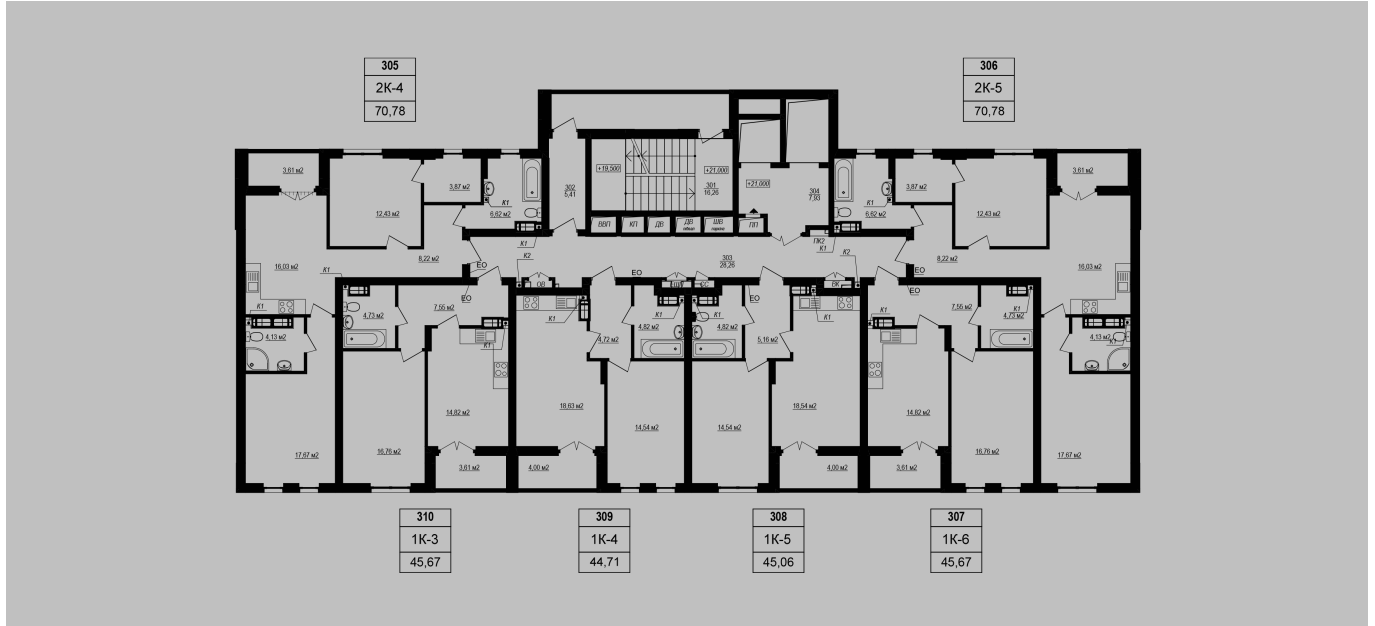 305
2К-4
70,78
306
2К-5
70,78
3,61 м2
12,43 м2
3,87 м2
К1
6,62 м2
302
5,41
+19,500
+21,000
301
16,26
+21,000
304
7,93
К1
6,62 м2
3,87 м2
12,43 м2
3,61 м2
ВВП
КП
ДВ
ДВ
ШВ
ПП
16,03 м2
К1
8,22 м2
ЕО
К1
К2
ЕО
303
28,26
ПК2
К1
К2
ЕО
8,22 м2
16,03 м2
ЕО
ОВ
СС
ЕО
ВК
ЕО
К1
4,13 м2
4,73 м2
7,55 м2
К1
К1
4,72 м2
К1
4,82 м2
К1
4,82 м2
5,16 м2
К1
К1
7,55 м2
К1
4,73 м2
4,13 м2
К1
14,82 м2
18,63 м2
14,54 м2
14,54 м2
18,54 м2
14,82 м2
17,67 м2
16,76 м2
3,61 м2
4,00 м2
4,00 м2
3,61 м2
16,76 м2
17,67 м2
310
1К-3
45,67
309
1К-4
44,71
308
1К-5
45,06
307
1К-6
45,67